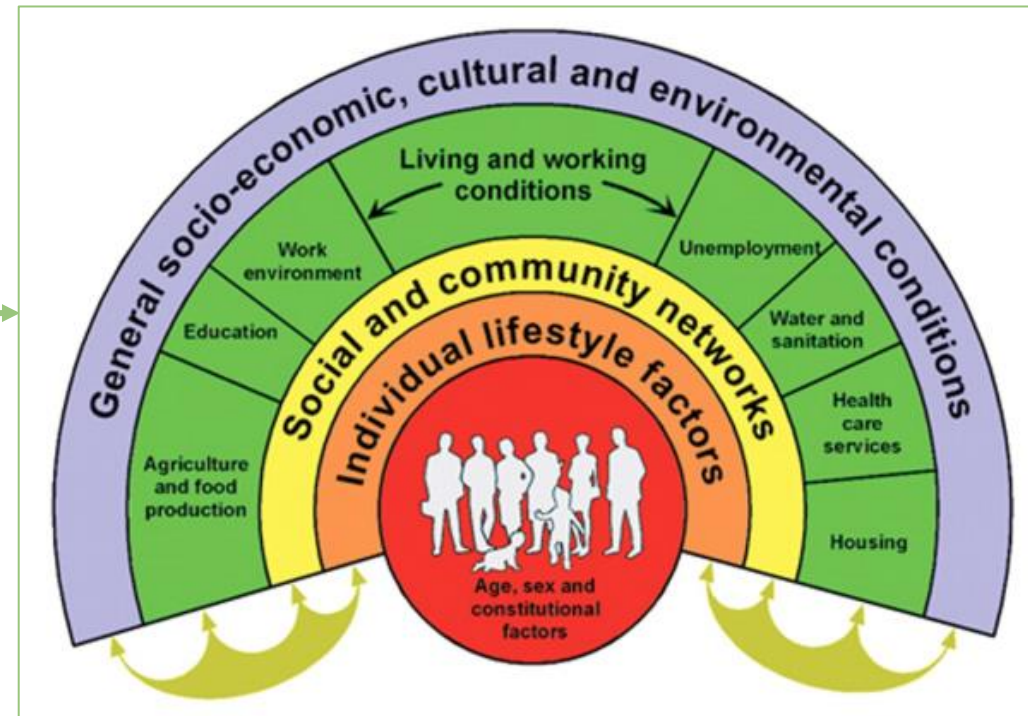 General socio-economic, cultural and environmental conditions
Living and working
conditions
Work
environment
Unemployment
Education
Water and
sanitation
Agriculture
and food
production
Health
care
services
Housing
Social and community networks
Individual lifestyle factors
Age, sex and
constitutional
factors